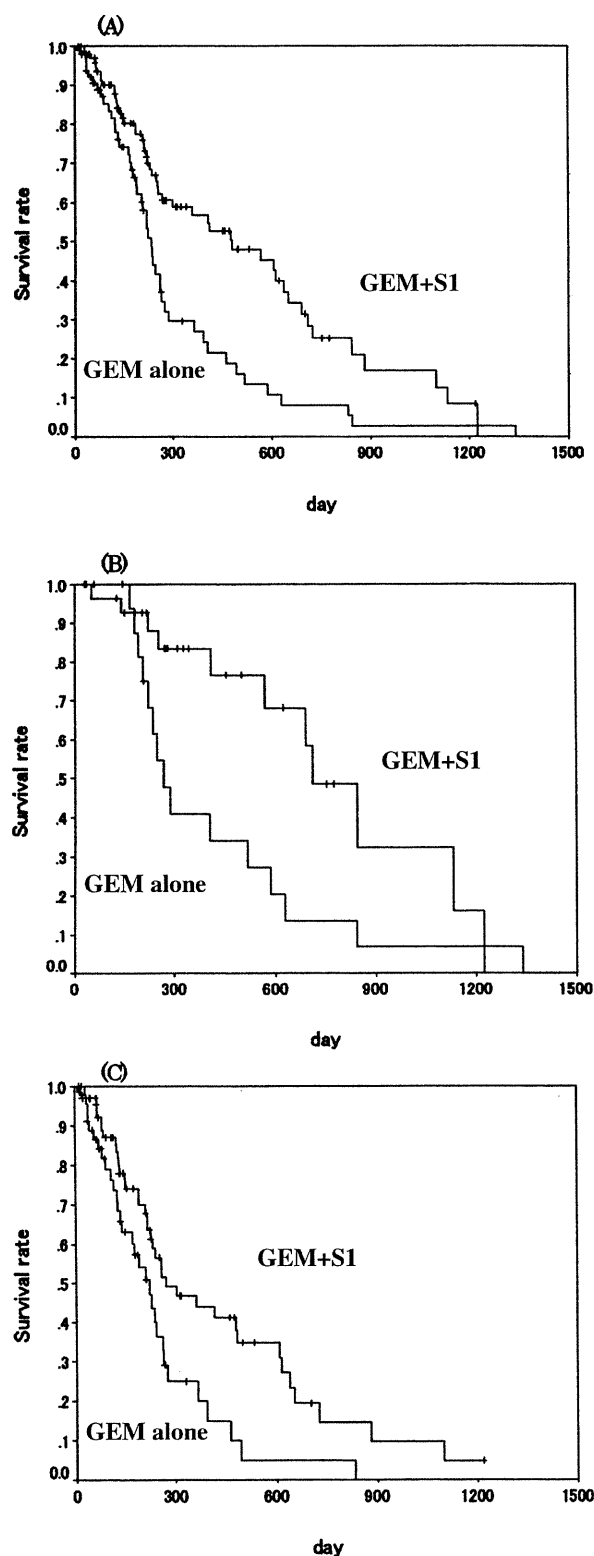 (A)
1.0
.9
.8
.7
.6
.5
.4
.3
.2
.1
0.0
Survival rate
GEM+S1
GEM alone
0 300 600 900 1200 1500
day
(B)
1.0
.9
.8
.7
.6
.5
.4
.3
.2
.1
0.0
Survival rate
GEM+S1
GEM alone
0 300 600 900 1200 1500
day
(C)
1.0
.9
.8
.7
.6
.5
.4
.3
.2
.1
0.0
Survival rate
GEM+S1
GEM alone
0 300 600 900 1200 1500
day